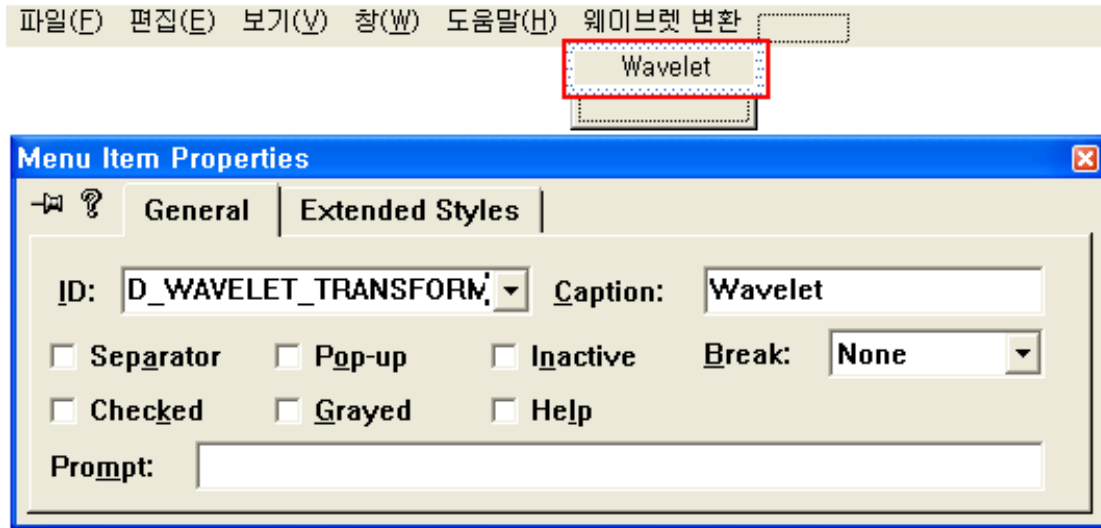 파일(F) 편집(E) 보기(V) 창(W) 도움말(H) 웨이브렛 변환
Wavelet
Menu Item Properties
? General Extended Styles
ID: D_WAVELET_TRANSFORM Caption: Wavelet
Separator Pop-up Inactive Break: None
Checked Grayed Help
Prompt: